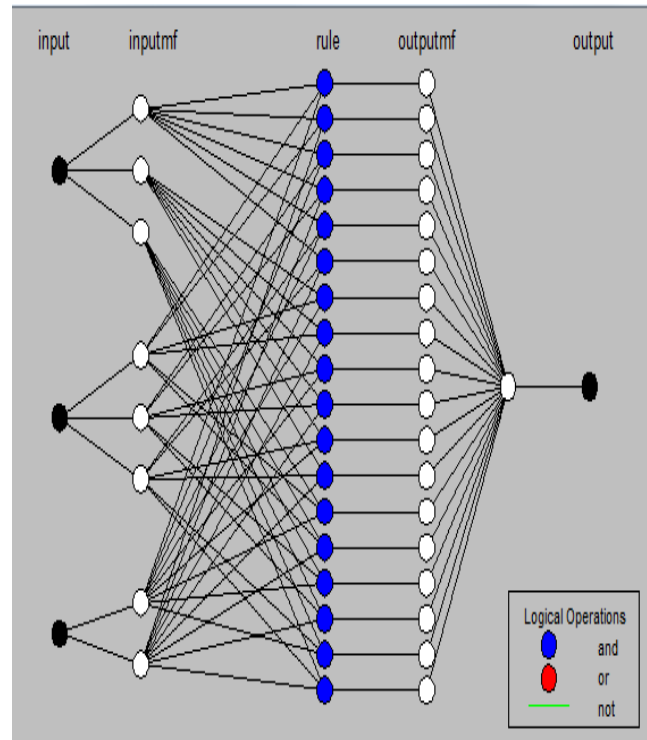 input inputmf rule outputmf output
Logical Operations
and
or
not